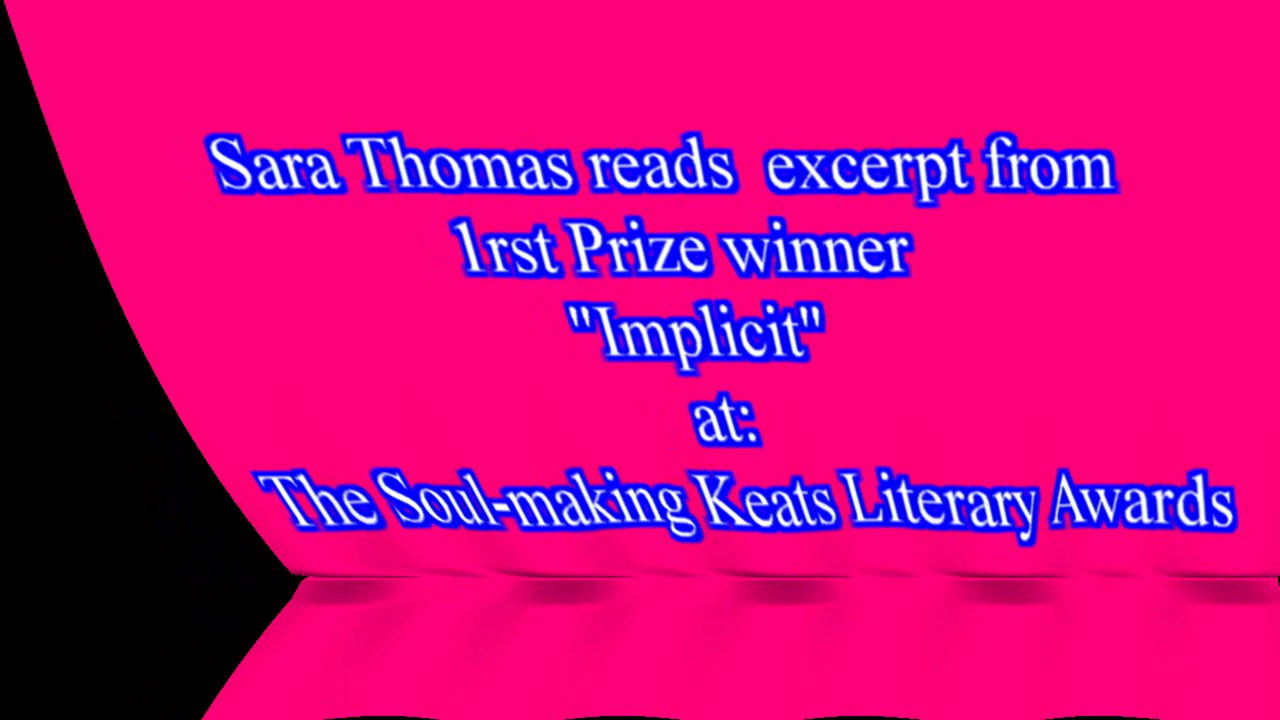 Sara Thomas reads  excerpt from
1rst Prize winner
"Implicit"
at:
The Soul-making Keats Literary Awards